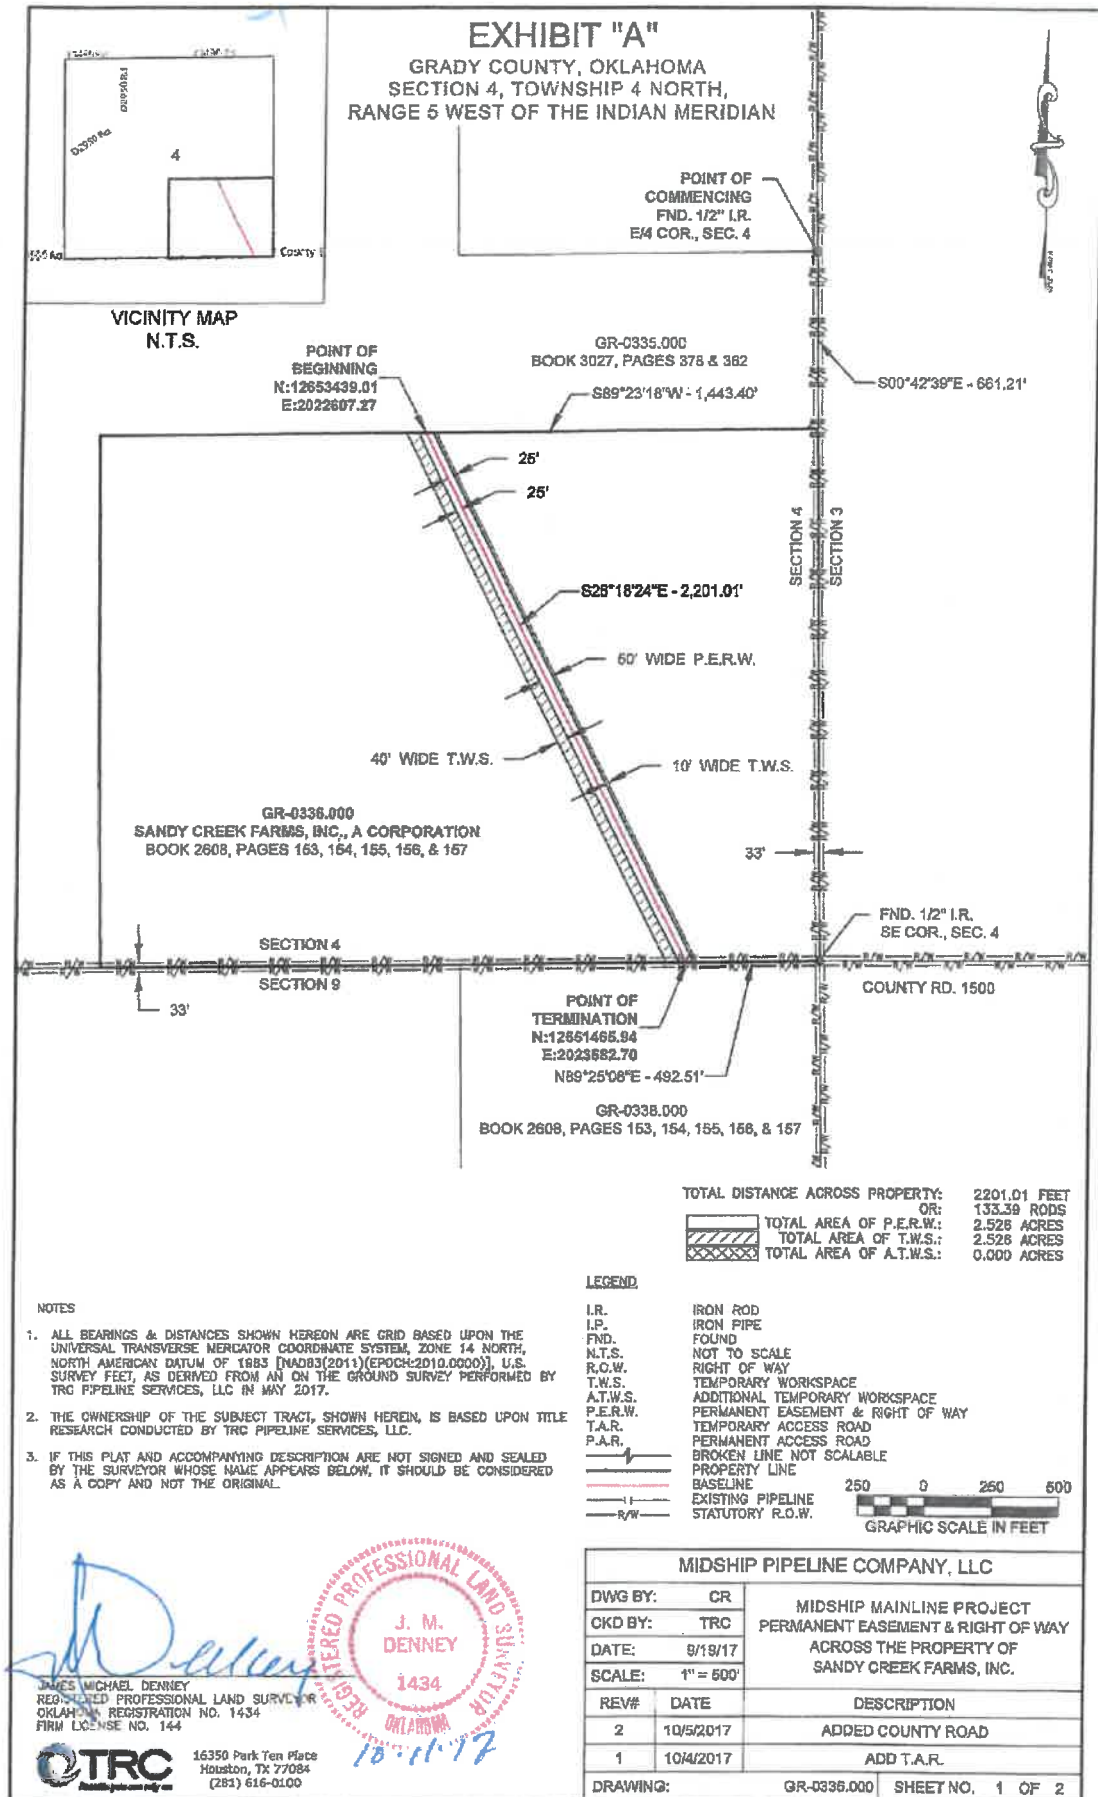 EXHIBIT "A"
GRADY COUNTY, OKLAHOMA
SECTION 4, TOWNSHIP 4 NORTH,
RANGE 5 WEST OF THE INDIAN MERIDIAN
4
County
VICINITY MAP
N.T.S.
POINT OF
COMMENCING
FND. 1/2" I.R.
E/4 COR., SEC. 4
POINT OF
BEGINNING
N:12653439.01
E:2022607.27
GR-0335.000
BOOK 3027, PAGES 378 & 382
S89°23'18"W - 1,443.40'
S00°42'39"E - 661.21'
25'
25'
SECTION 4
SECTION 3
S28°18'24"E - 2,201.01'
50' WIDE P.E.R.W.
40' WIDE T.W.S.
10' WIDE T.W.S.
GR-0336.000
SANDY CREEK FARMS, INC., A CORPORATION
BOOK 2608, PAGES 153, 154, 155, 156, & 157
33'
FND. 1/2" I.R.
SE COR., SEC. 4
SECTION 4
SECTION 9
33'
COUNTY RD. 1500
POINT OF
TERMINATION
N:12651465.94
E:2023682.70
N89°25'08"E - 492.51'
GR-0338.000
BOOK 2608, PAGES 153, 154, 155, 156, & 157
TOTAL DISTANCE ACROSS PROPERTY: 2201.01 FEET
OR: 133.39 RODS
TOTAL AREA OF P.E.R.W.: 2.526 ACRES
TOTAL AREA OF T.W.S.: 2.526 ACRES
TOTAL AREA OF A.T.W.S.: 0.000 ACRES
LEGEND
I.R. IRON ROD
I.P. IRON PIPE
FND. FOUND
N.T.S. NOT TO SCALE
R.O.W. RIGHT OF WAY
T.W.S. TEMPORARY WORKSPACE
A.T.W.S. ADDITIONAL TEMPORARY WORKSPACE
P.E.R.W. PERMANENT EASEMENT & RIGHT OF WAY
T.A.R. TEMPORARY ACCESS ROAD
P.A.R. PERMANENT ACCESS ROAD
BROKEN LINE NOT SCALABLE
PROPERTY LINE
BASELINE
EXISTING PIPELINE
R/W STATUTORY R.O.W.
250 0 250 500
GRAPHIC SCALE IN FEET
NOTES
1. ALL BEARINGS & DISTANCES SHOWN HEREON ARE GRID BASED UPON THE
UNIVERSAL TRANSVERSE MERCATOR COORDINATE SYSTEM, ZONE 14 NORTH,
NORTH AMERICAN DATUM OF 1983 [NAD83(2011)(EPOCH:2010.0000)], U.S.
SURVEY FEET, AS DERIVED FROM AN ON THE GROUND SURVEY PERFORMED BY
TRC PIPELINE SERVICES, LLC IN MAY 2017.
2. THE OWNERSHIP OF THE SUBJECT TRACT, SHOWN HEREIN, IS BASED UPON TITLE
RESEARCH CONDUCTED BY TRC PIPELINE SERVICES, LLC.
3. IF THIS PLAT AND ACCOMPANYING DESCRIPTION ARE NOT SIGNED AND SEALED
BY THE SURVEYOR WHOSE NAME APPEARS BELOW, IT SHOULD BE CONSIDERED
AS A COPY AND NOT THE ORIGINAL.
REGISTERED PROFESSIONAL LAND SURVEYOR
J. M.
DENNEY
1434
OKLAHOMA
10-11-17
JAMES MICHAEL DENNEY
REGISTERED PROFESSIONAL LAND SURVEYOR
OKLAHOMA REGISTRATION NO. 1434
FIRM LICENSE NO. 144
TRC
16350 Park Ten Place
Houston, TX 77084
(281) 616-0100
MIDSHIP PIPELINE COMPANY, LLC
DWG BY: CR
CKD BY: TRC
DATE: 9/19/17
SCALE: 1" = 500'
MIDSHIP MAINLINE PROJECT
PERMANENT EASEMENT & RIGHT OF WAY
ACROSS THE PROPERTY OF
SANDY CREEK FARMS, INC.
REV# DATE DESCRIPTION
2 10/5/2017 ADDED COUNTY ROAD
1 10/4/2017 ADD T.A.R.
DRAWING: GR-0336.000 SHEET NO. 1 OF 2